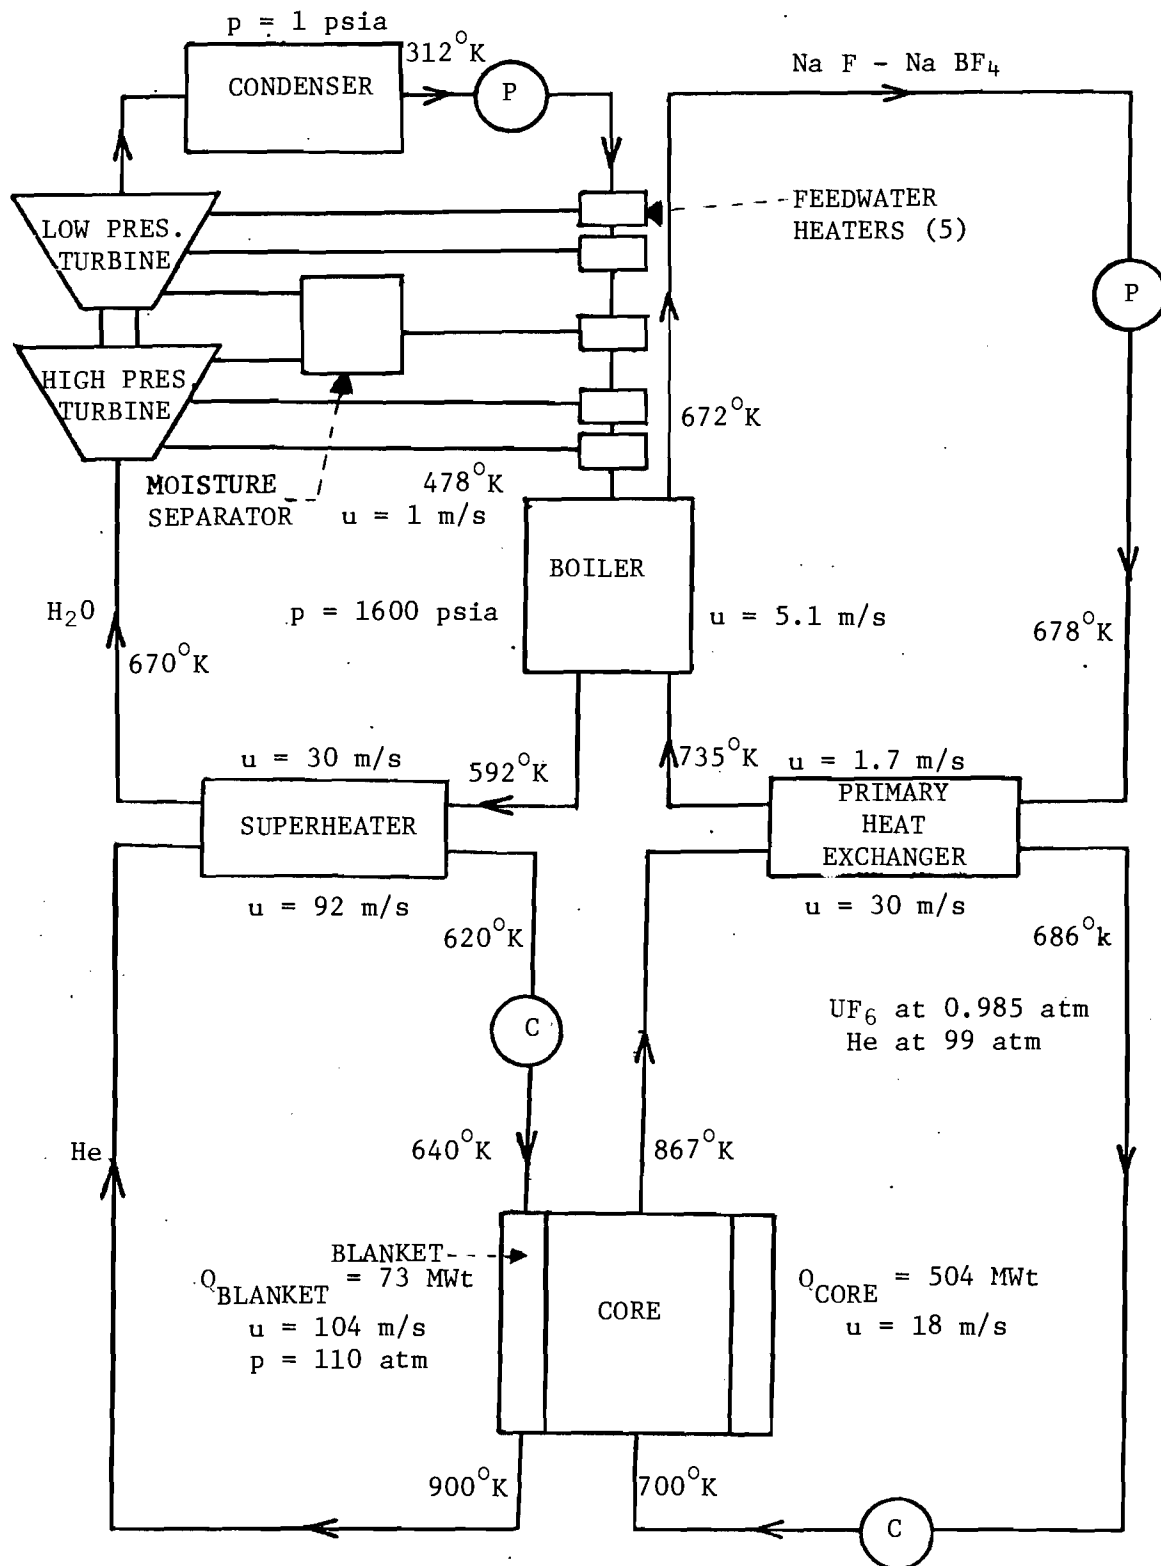 p = 1 psia
312°K
CONDENSER
P
Na F - Na BF₄
FEEDWATER
HEATERS (5)
LOW PRES.
TURBINE
P
HIGH PRES.
TURBINE
672°K
MOISTURE
SEPARATOR
478°K
u = 1 m/s
BOILER
H₂O
p = 1600 psia
u = 5.1 m/s
678°K
670°K
u = 30 m/s
592°K
735°K
u = 1.7 m/s
SUPERHEATER
PRIMARY
HEAT
EXCHANGER
u = 92 m/s
u = 30 m/s
620°K
686°k
UF₆ at 0.985 atm
He at 99 atm
C
He
640°K
867°K
BLANKET
Q BLANKET = 73 MWt
u = 104 m/s
p = 110 atm
CORE
Q CORE = 504 MWt
u = 18 m/s
900°K
700°K
C